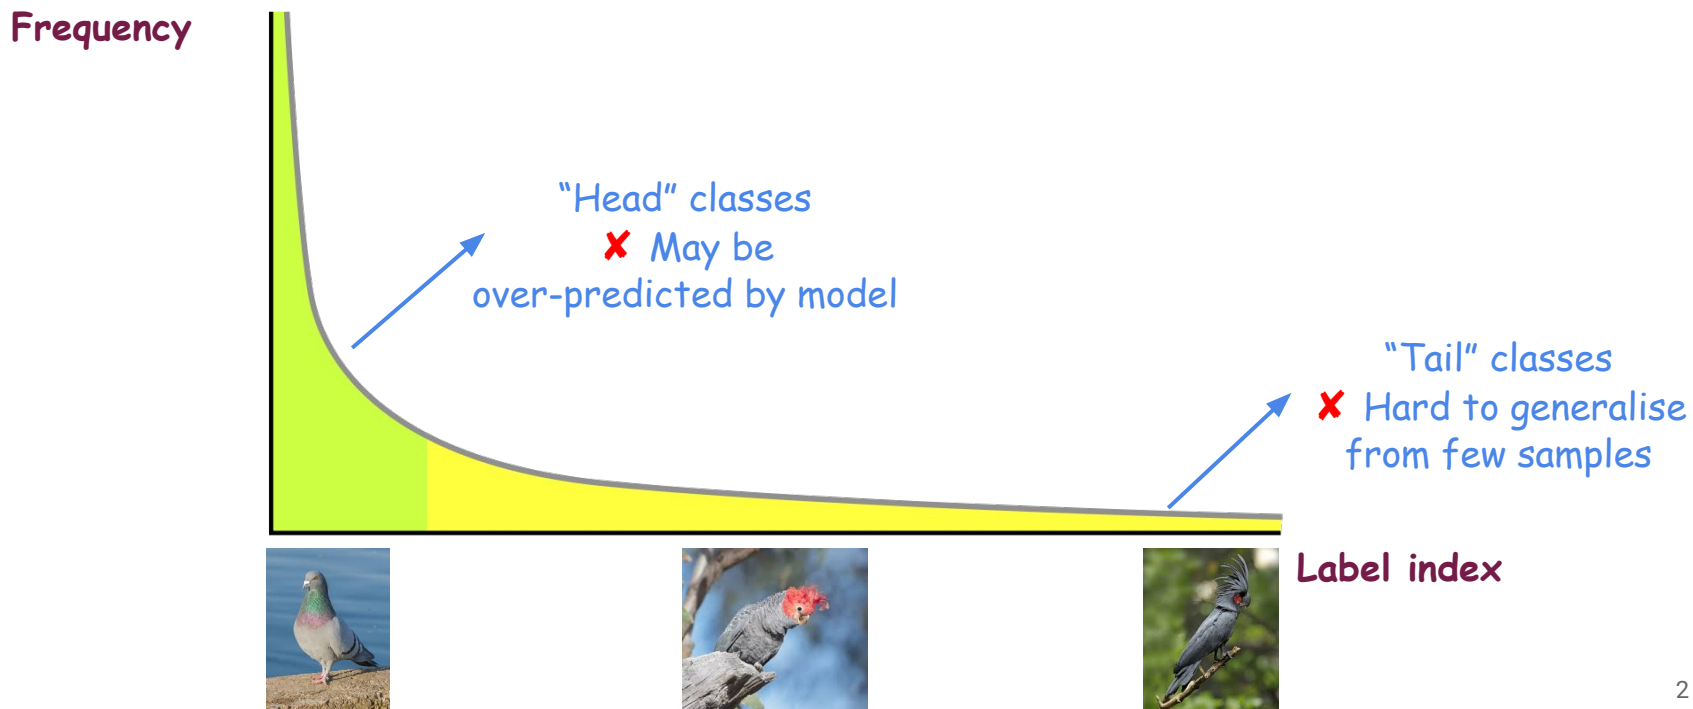 Frequency
“Head” classes
✘ May be
over-predicted by model
“Tail” classes
✘ Hard to generalise
from few samples
Label index
2